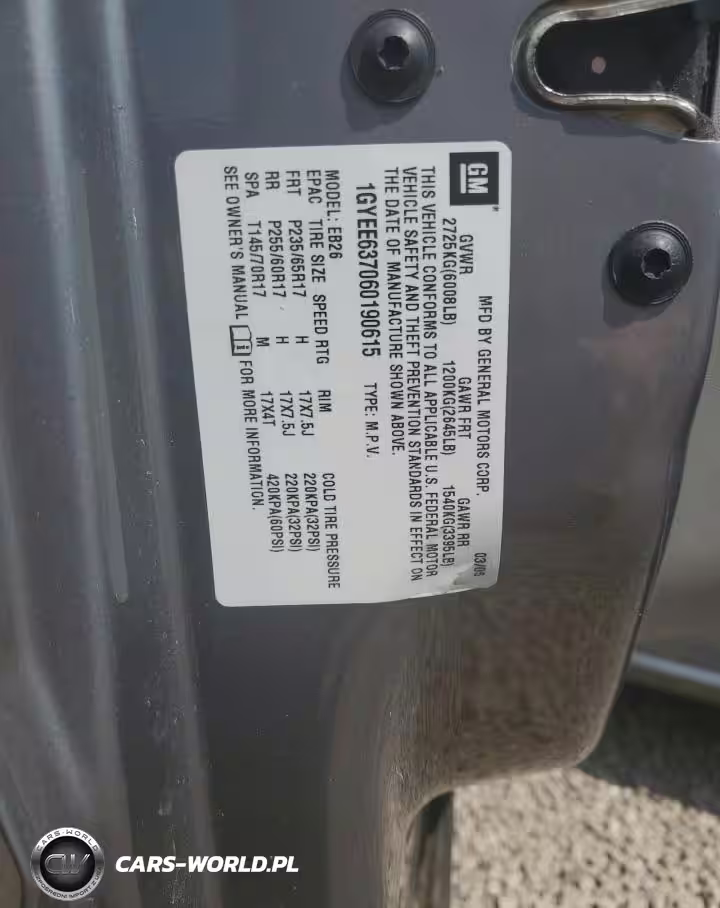 GM
MFD BY GENERAL MOTORS CORP. 03/06
GVWR GAWR FRT GAWR RR
2725KG(6008LB) 1200KG(2645LB) 1540KG(3395LB)
THIS VEHICLE CONFORMS TO ALL APPLICABLE U.S. FEDERAL MOTOR
VEHICLE SAFETY AND THEFT PREVENTION STANDARDS IN EFFECT ON
THE DATE OF MANUFACTURE SHOWN ABOVE.
1GYEE637060190615 TYPE: M.P.V.
MODEL: EB26
EPAC TIRE SIZE SPEED RTG RIM COLD TIRE PRESSURE
FRT P235/65R17 H 17X7.5J 220KPA(32PSI)
RR P255/60R17 H 17X7.5J 220KPA(32PSI)
SPA T145/70R17 M 17X4T 420KPA(60PSI)
SEE OWNER'S MANUAL FOR MORE INFORMATION.
CARS-WORLD
CW
CARS-WORLD.PL